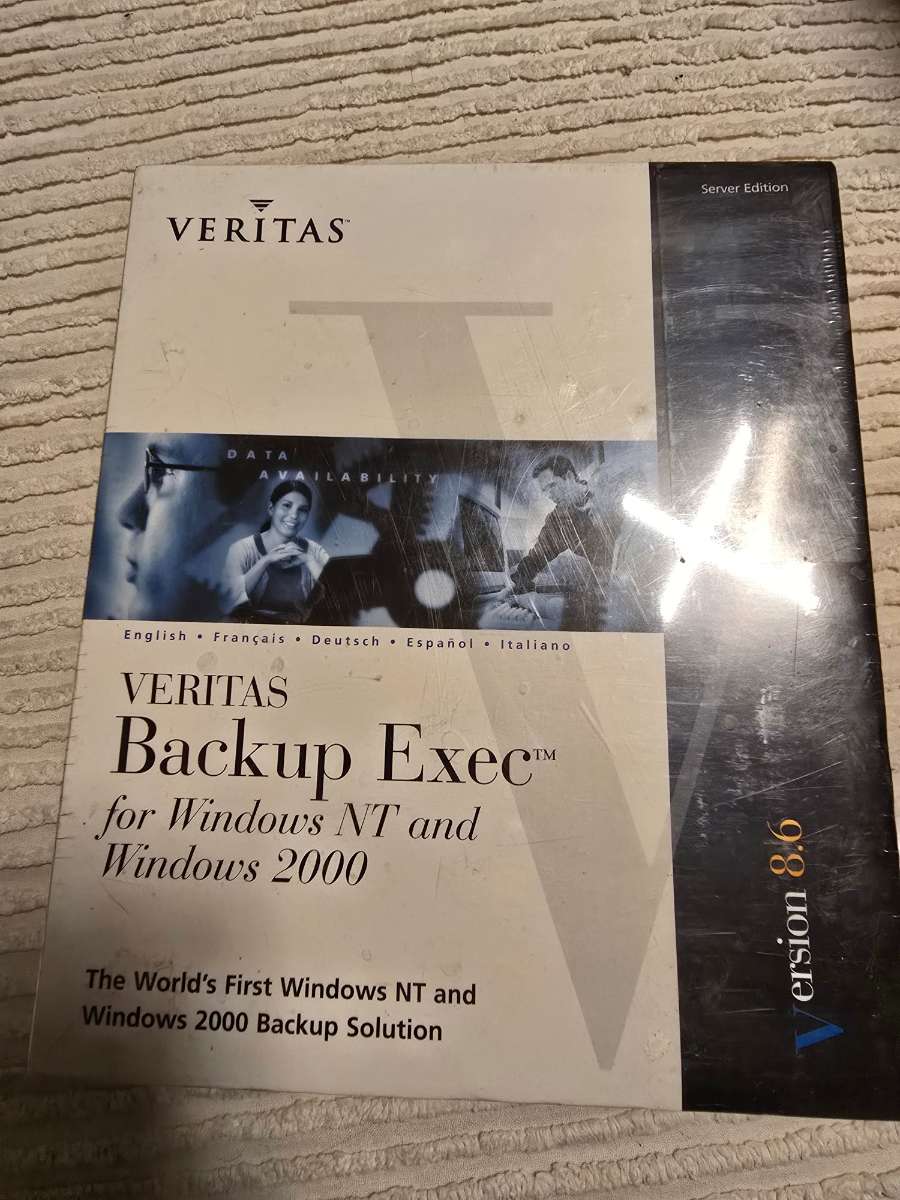 VERITAS™
Server Edition
DATA
AVAILABILITY
English • Français • Deutsch • Español • Italiano
VERITAS
Backup Exec™
for Windows NT and
Windows 2000
The World's First Windows NT and
Windows 2000 Backup Solution
Version 8.6